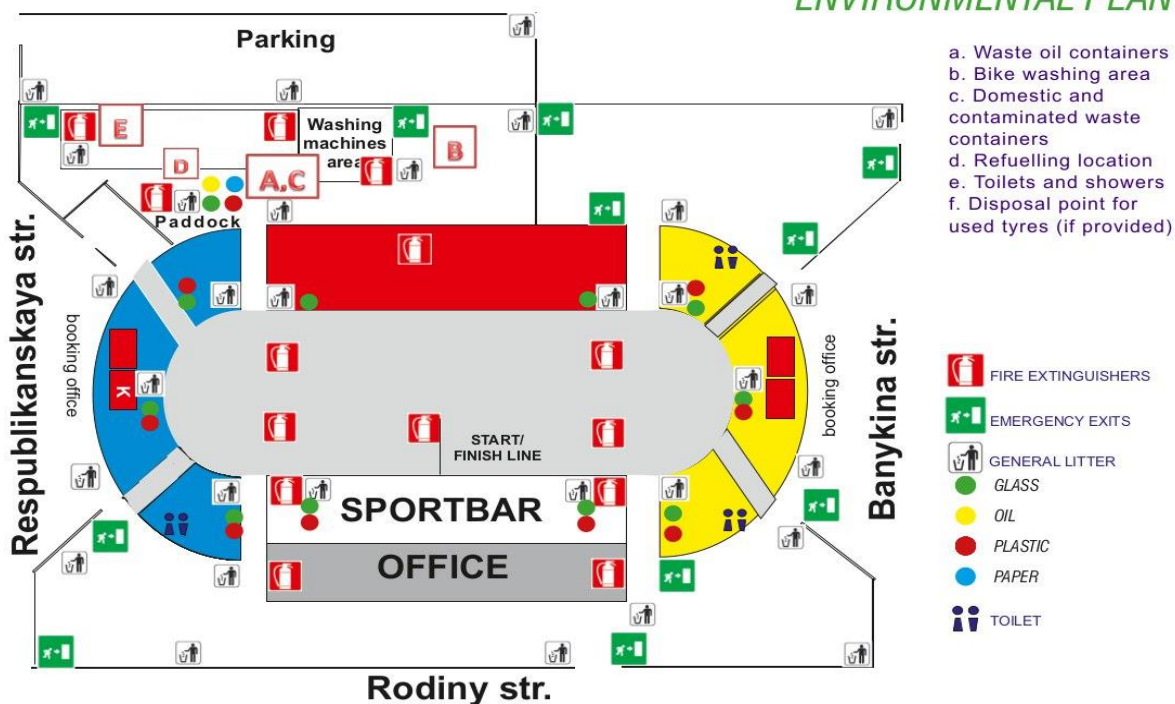 ENVIRONMENTAL PLAN
Parking
a. Waste oil containers
b. Bike washing area
c. Domestic and
contaminated waste
containers
d. Refuelling location
e. Toilets and showers
f. Disposal point for
used tyres (if provided)
E
Washing
machines
area
B
D
A,C
Paddock
Respublikanskaya str.
booking office
K
START/
FINISH LINE
SPORTBAR
OFFICE
booking office
Banykina str.
Rodiny str.
FIRE EXTINGUISHERS
EMERGENCY EXITS
GENERAL LITTER
GLASS
OIL
PLASTIC
PAPER
TOILET